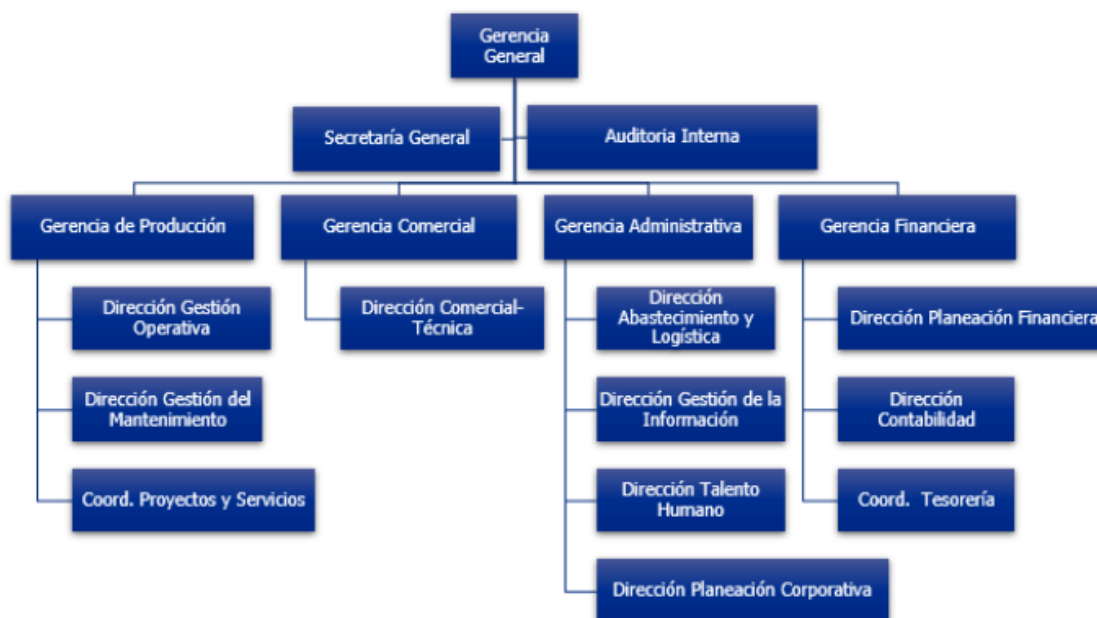 Gerencia
General
Secretaría General
Auditoria Interna
Gerencia de Producción
Gerencia Comercial
Gerencia Administrativa
Gerencia Financiera
Dirección Gestión
Operativa
Dirección Gestión del
Mantenimiento
Coord. Proyectos y Servicios
Dirección Comercial-
Técnica
Dirección
Abastecimiento y
Logística
Dirección Gestión de la
Información
Dirección Talento
Humano
Dirección Planeación Corporativa
Dirección Planeación Financiera
Dirección
Contabilidad
Coord. Tesorería